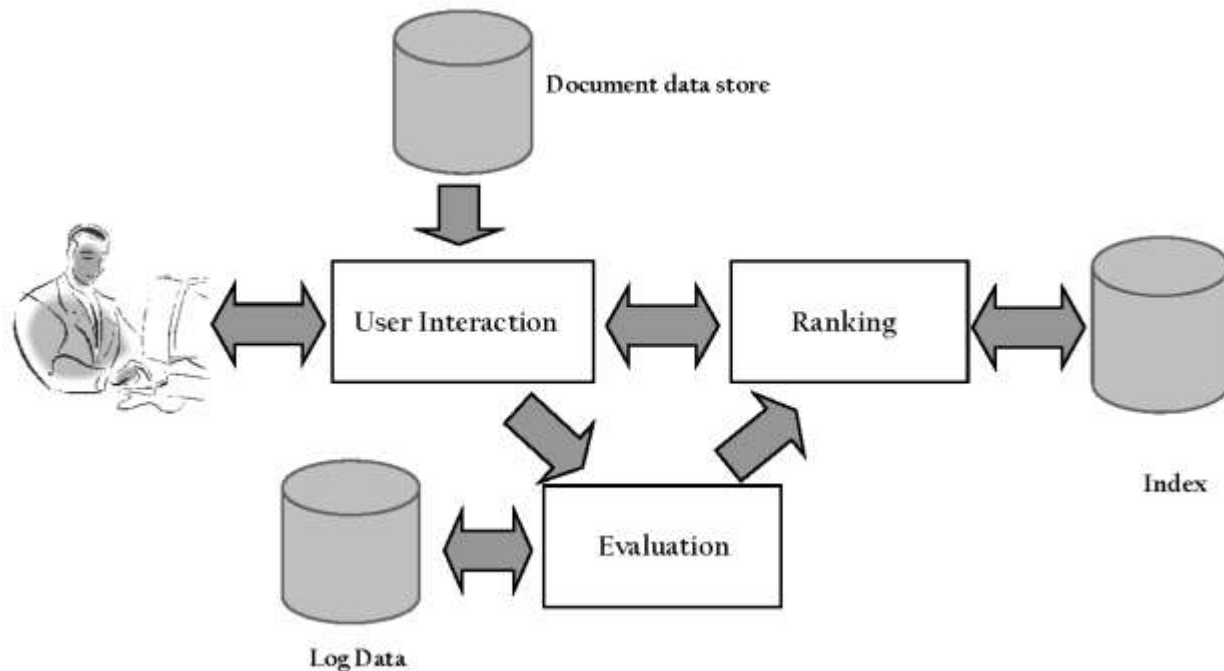 Document data store
User Interaction
Ranking
Index
Evaluation
Log Data